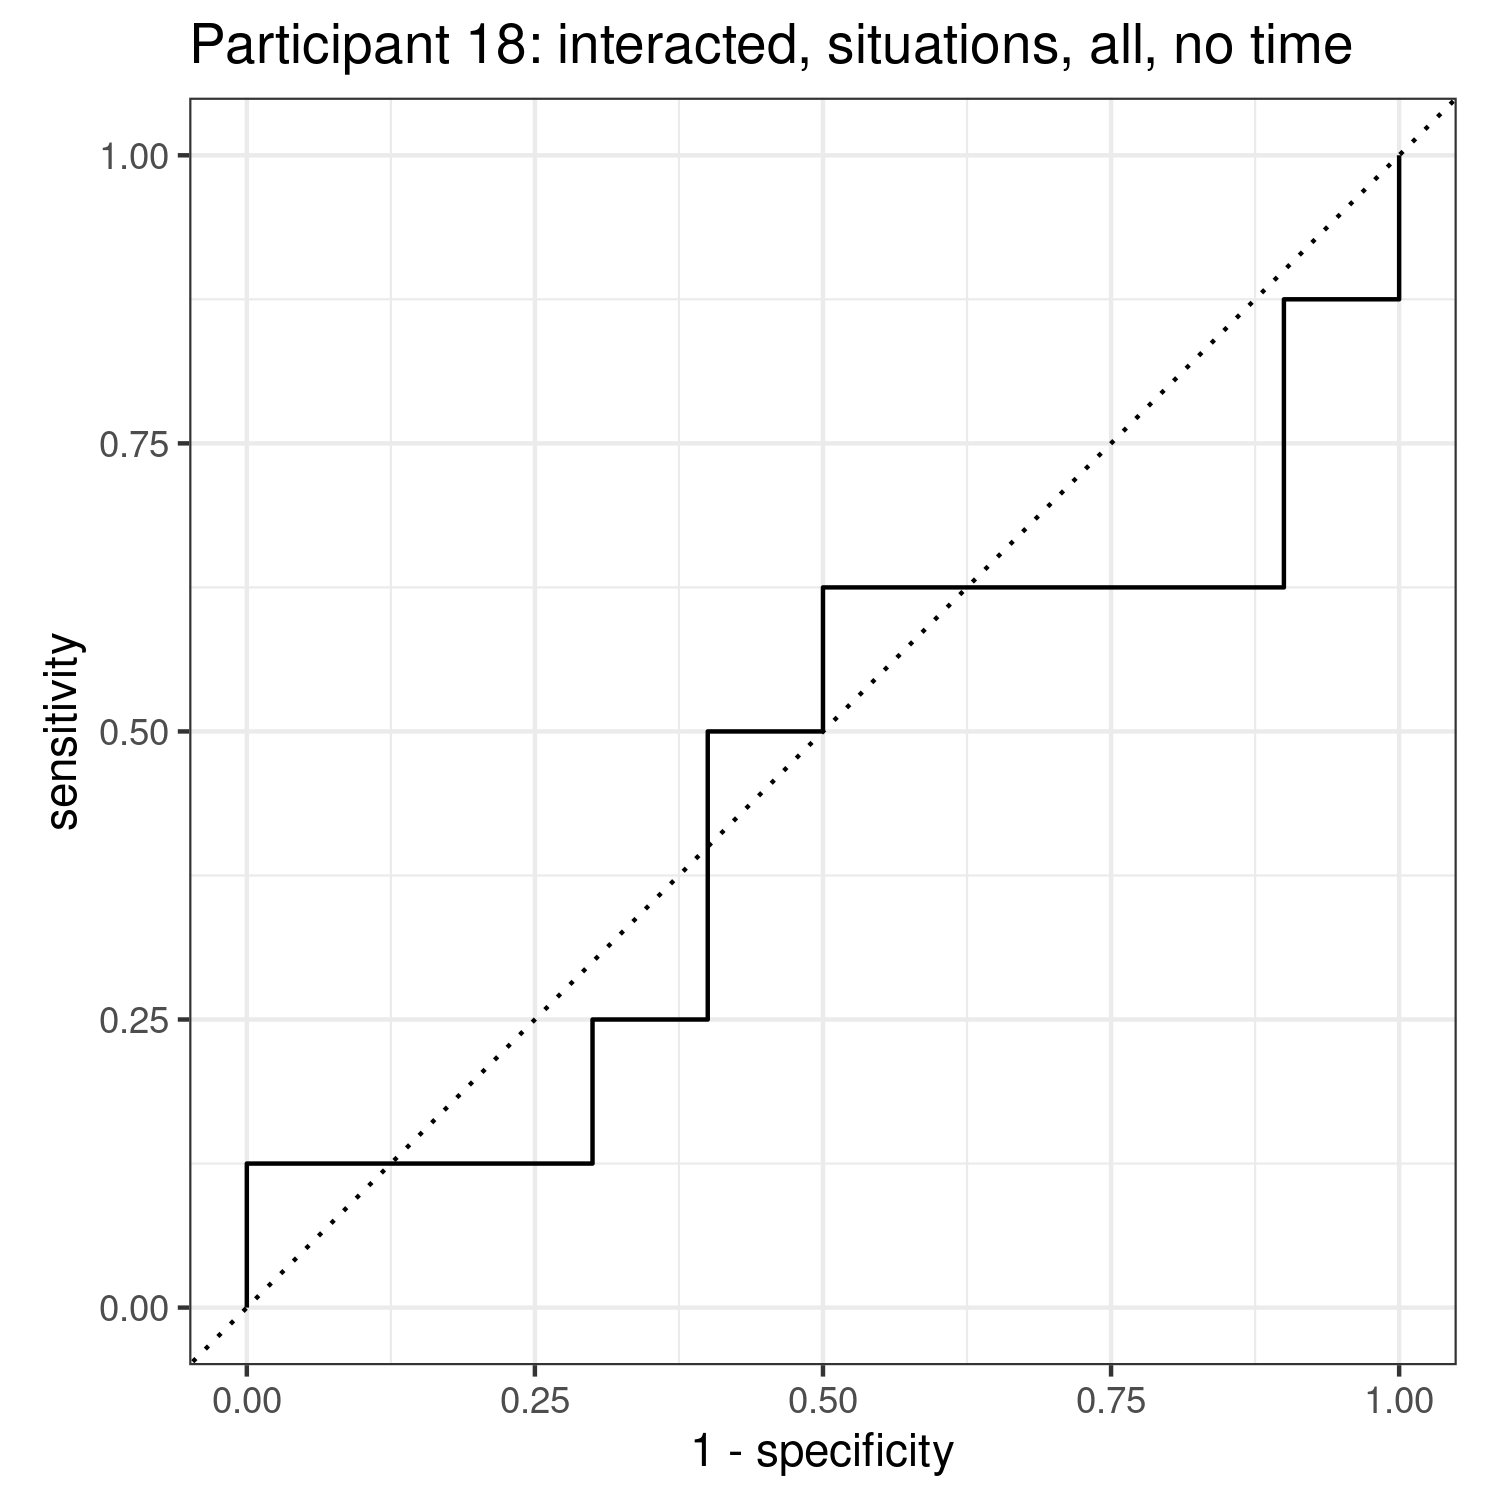 Participant 18: interacted, situations, all, no time
sensitivity
1.00
0.75
0.50
0.25
0.00
0.00 0.25 0.50 0.75 1.00
1 - specificity